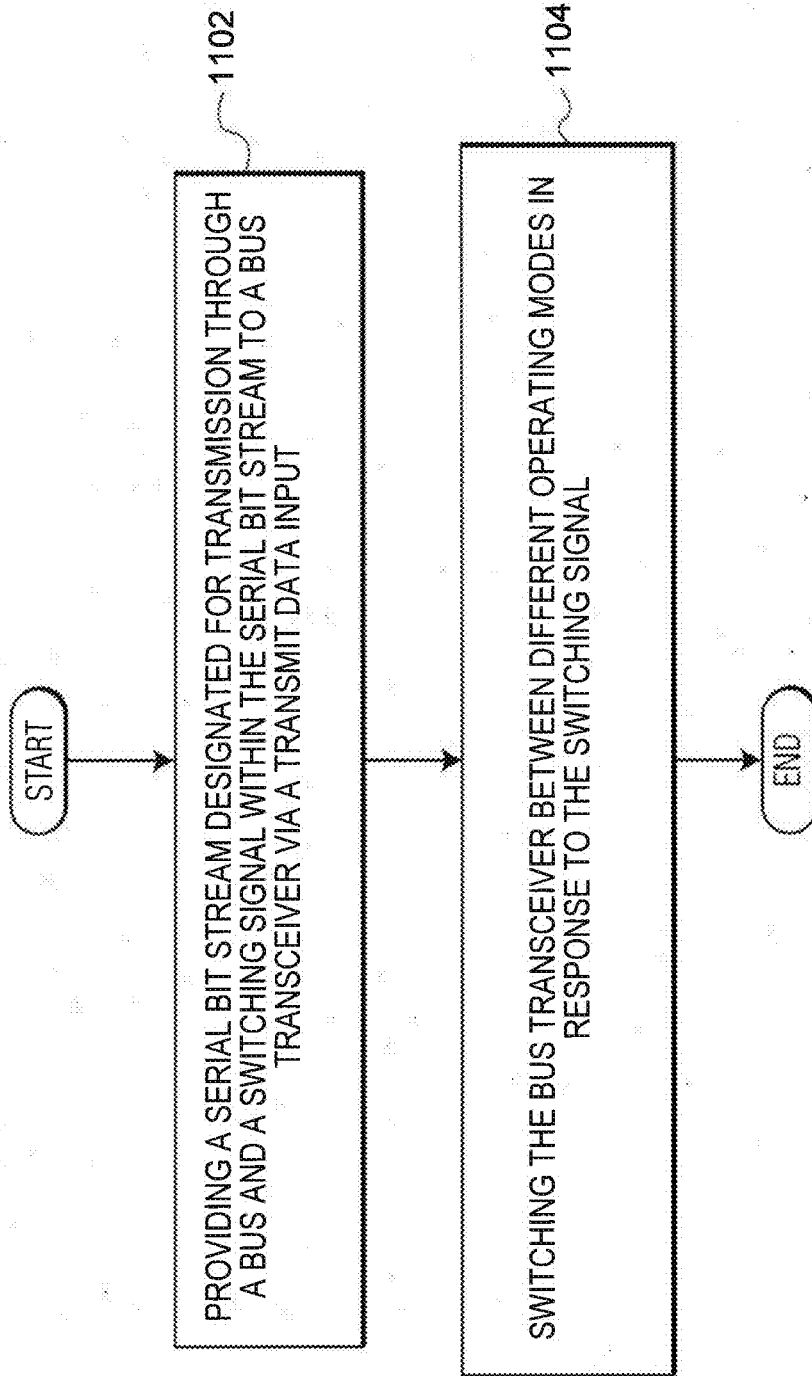 START
PROVIDING A SERIAL BIT STREAM DESIGNATED FOR TRANSMISSION THROUGH
A BUS AND A SWITCHING SIGNAL WITHIN THE SERIAL BIT STREAM TO A BUS
TRANSCEIVER VIA A TRANSMIT DATA INPUT
1102
SWITCHING THE BUS TRANSCEIVER BETWEEN DIFFERENT OPERATING MODES IN
RESPONSE TO THE SWITCHING SIGNAL
1104
END